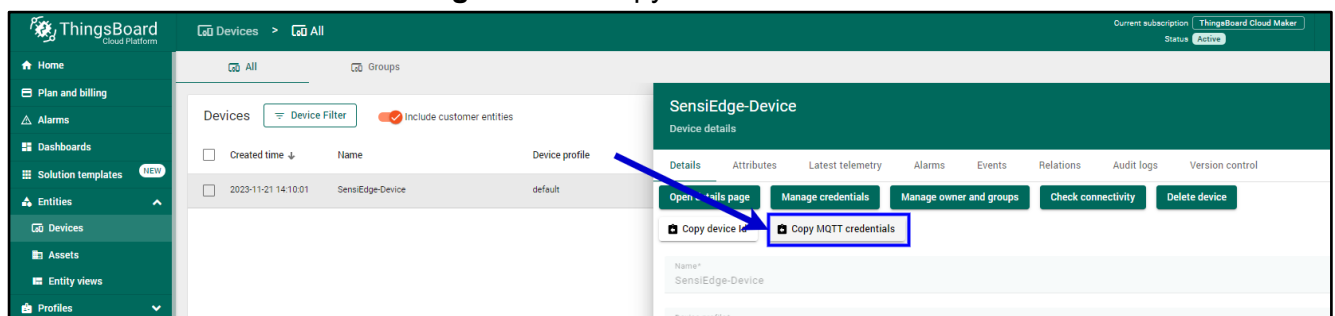 ThingsBoard
Cloud Platform
Devices > All
Current subscription ThingsBoard Cloud Maker
Status Active
Home
Plan and billing
Alarms
Dashboards
Solution templates NEW
Entities
Devices
Assets
Entity views
Profiles
All Groups
Devices Device Filter Include customer entities
Created time ↓ Name Device profile
2023-11-21 14:10:01 SensiEdge-Device default
SensiEdge-Device
Device details
Details Attributes Latest telemetry Alarms Events Relations Audit logs Version control
Open details page Manage credentials Manage owner and groups Check connectivity Delete device
Copy device Id Copy MQTT credentials
Name*
SensiEdge-Device